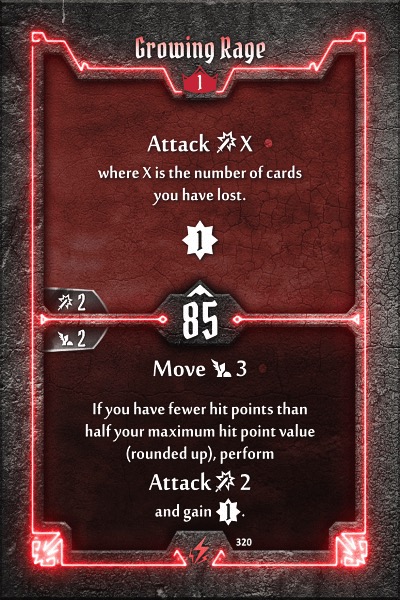 Growing Rage
1
Attack X
where X is the number of cards
you have lost.
1
2
85
2
Move 3
If you have fewer hit points than
half your maximum hit point value
(rounded up), perform
Attack 2
and gain 1.
320